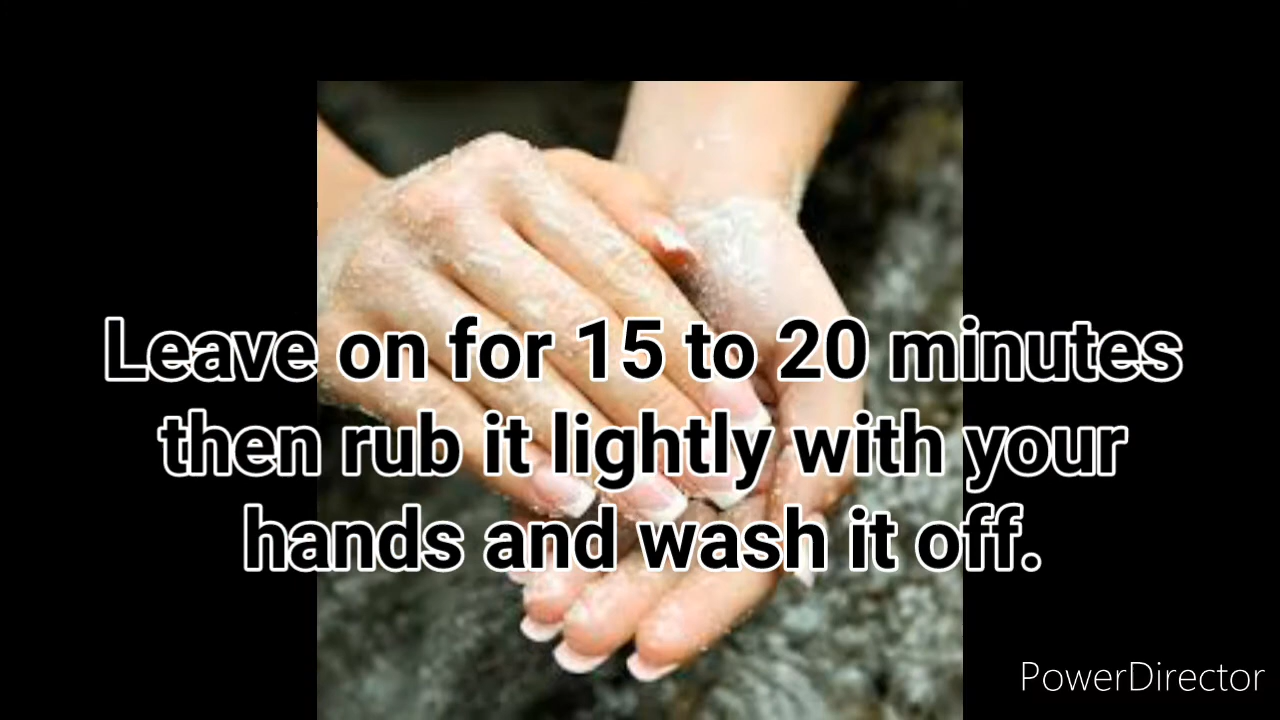 Leave on for 15 to 20 minutes
then rub it lightly with your
hands and wash it off.
PowerDirector